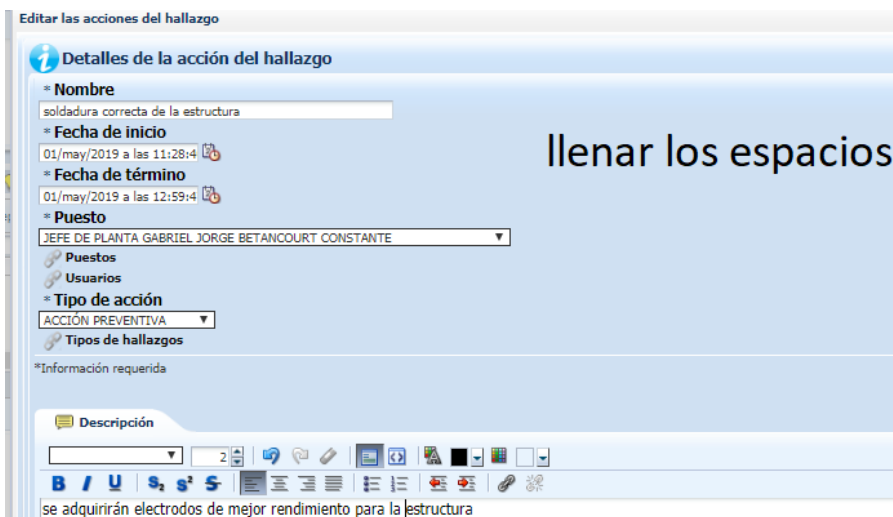 Editar las acciones del hallazgo
Detalles de la acción del hallazgo
* Nombre
soldadura correcta de la estructura
* Fecha de inicio
01/may/2019 a las 11:28:4
llenar los espacios
* Fecha de término
01/may/2019 a las 12:59:4
* Puesto
JEFE DE PLANTA GABRIEL JORGE BETANCOURT CONSTANTE
Puestos
Usuarios
* Tipo de acción
ACCIÓN PREVENTIVA
Tipos de hallazgos
*Información requerida
Descripción
2
B I U S₂ S² S
se adquirirán electrodos de mejor rendimiento para la estructura